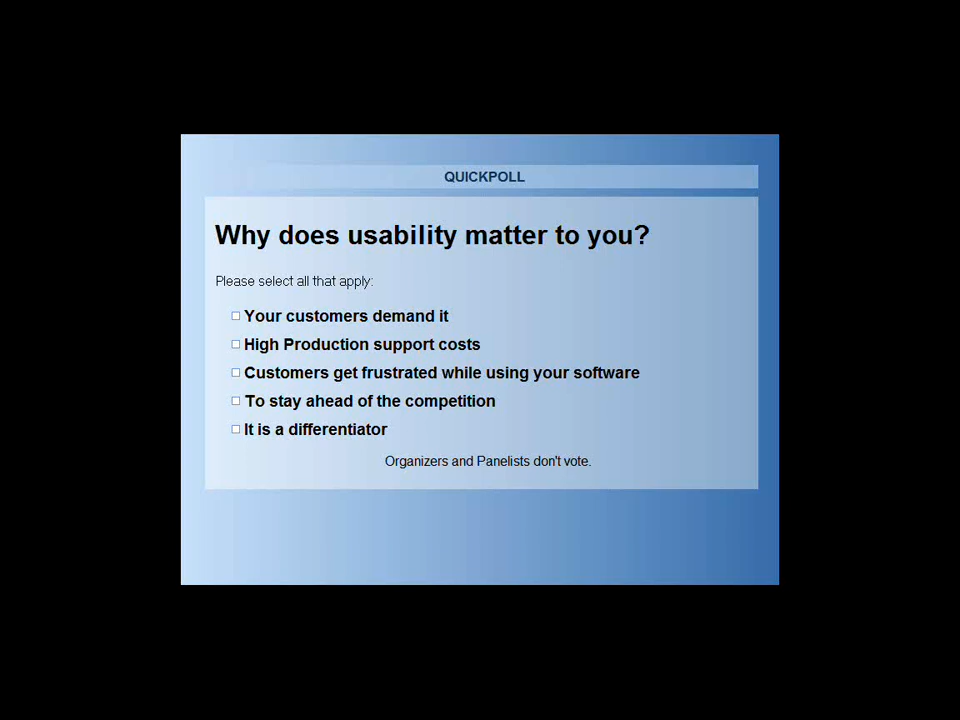 QUICKPOLL
Why does usability matter to you?
Please select all that apply:
Your customers demand it
High Production support costs
Customers get frustrated while using your software
To stay ahead of the competition
It is a differentiator
Organizers and Panelists don't vote.